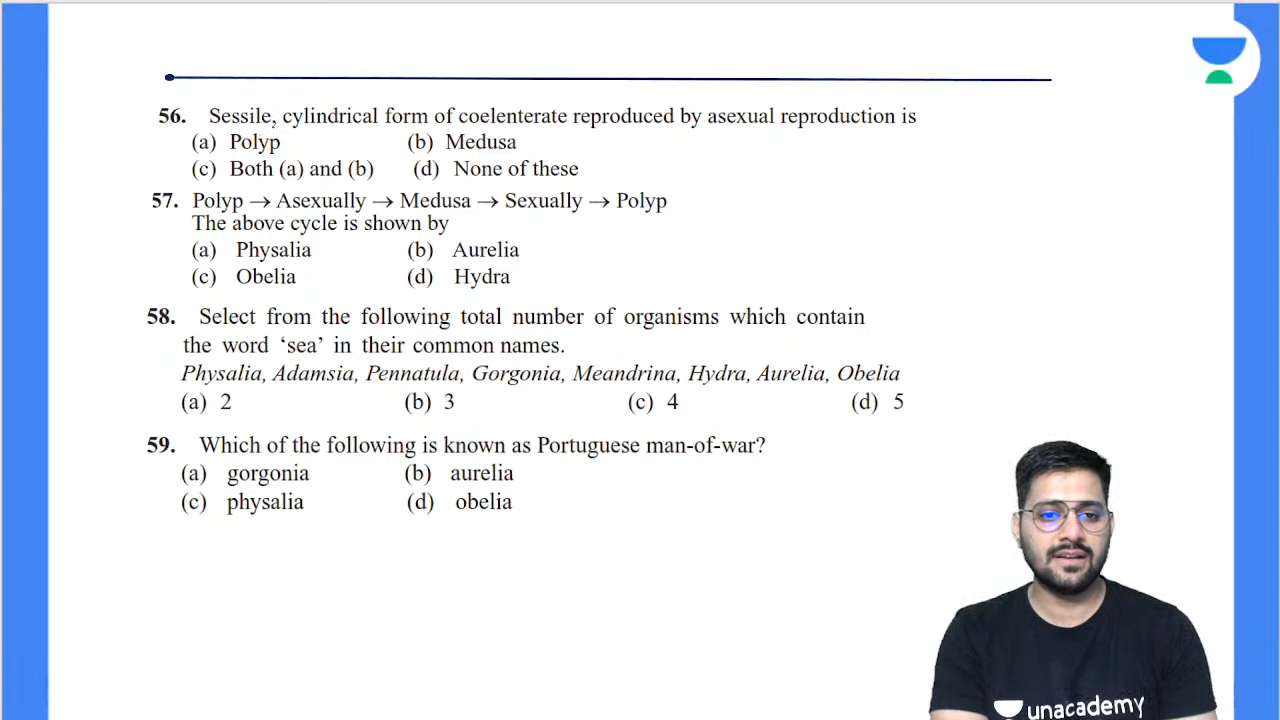 56. Sessile, cylindrical form of coelenterate reproduced by asexual reproduction is
(a) Polyp (b) Medusa
(c) Both (a) and (b) (d) None of these
57. Polyp → Asexually → Medusa → Sexually → Polyp
The above cycle is shown by
(a) Physalia (b) Aurelia
(c) Obelia (d) Hydra
58. Select from the following total number of organisms which contain
the word ‘sea’ in their common names.
Physalia, Adamsia, Pennatula, Gorgonia, Meandrina, Hydra, Aurelia, Obelia
(a) 2 (b) 3 (c) 4 (d) 5
59. Which of the following is known as Portuguese man-of-war?
(a) gorgonia (b) aurelia
(c) physalia (d) obelia
unacademy